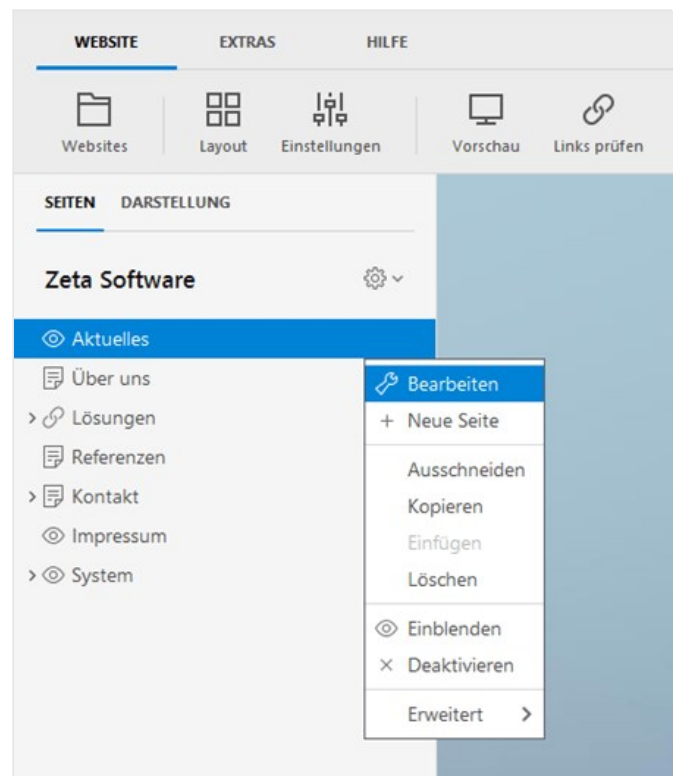 WEBSITE EXTRAS HILFE
Websites Layout Einstellungen Vorschau Links prüfen
SEITEN DARSTELLUNG
Zeta Software
Aktuelles
Über uns
Lösungen
Referenzen
Kontakt
Impressum
System
Bearbeiten
Neue Seite
Ausschneiden
Kopieren
Einfügen
Löschen
Einblenden
Deaktivieren
Erweitert